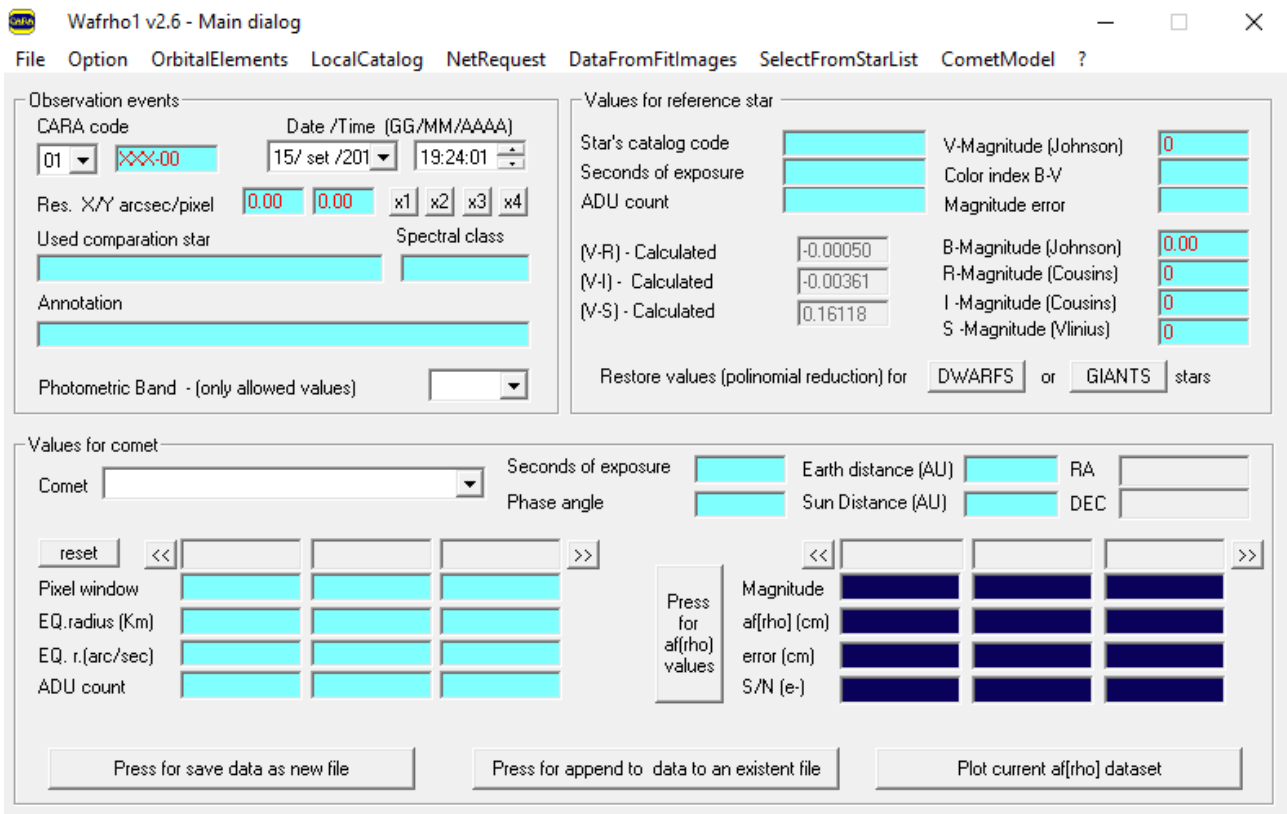 CARA Wafrho1 v2.6 - Main dialog
File Option OrbitalElements LocalCatalog NetRequest DataFromFitImages SelectFromStarList CometModel ?
Observation events
CARA code Date /Time (GG/MM/AAAA)
01 XXX-00 15/ set /201 19:24:01
Res. X/Y arcsec/pixel 0.00 0.00 x1 x2 x3 x4
Used comparation star Spectral class
Annotation
Photometric Band - (only allowed values)
Values for reference star
Star's catalog code V-Magnitude (Johnson) 0
Seconds of exposure Color index B-V
ADU count Magnitude error
(V-R) - Calculated -0.00050 B-Magnitude (Johnson) 0.00
(V-I) - Calculated -0.00361 R-Magnitude (Cousins) 0
(V-S) - Calculated 0.16118 I -Magnitude (Cousins) 0
S -Magnitude (Vlinius) 0
Restore values (polinomial reduction) for DWARFS or GIANTS stars
Values for comet
Comet Seconds of exposure Earth distance (AU) RA
Phase angle Sun Distance (AU) DEC
reset << >> << >>
Pixel window
EQ.radius (Km)
EQ. r.(arc/sec)
ADU count
Press
for
af(rho)
values
Magnitude
af[rho] (cm)
error (cm)
S/N (e-)
Press for save data as new file Press for append to data to an existent file Plot current af[rho] dataset